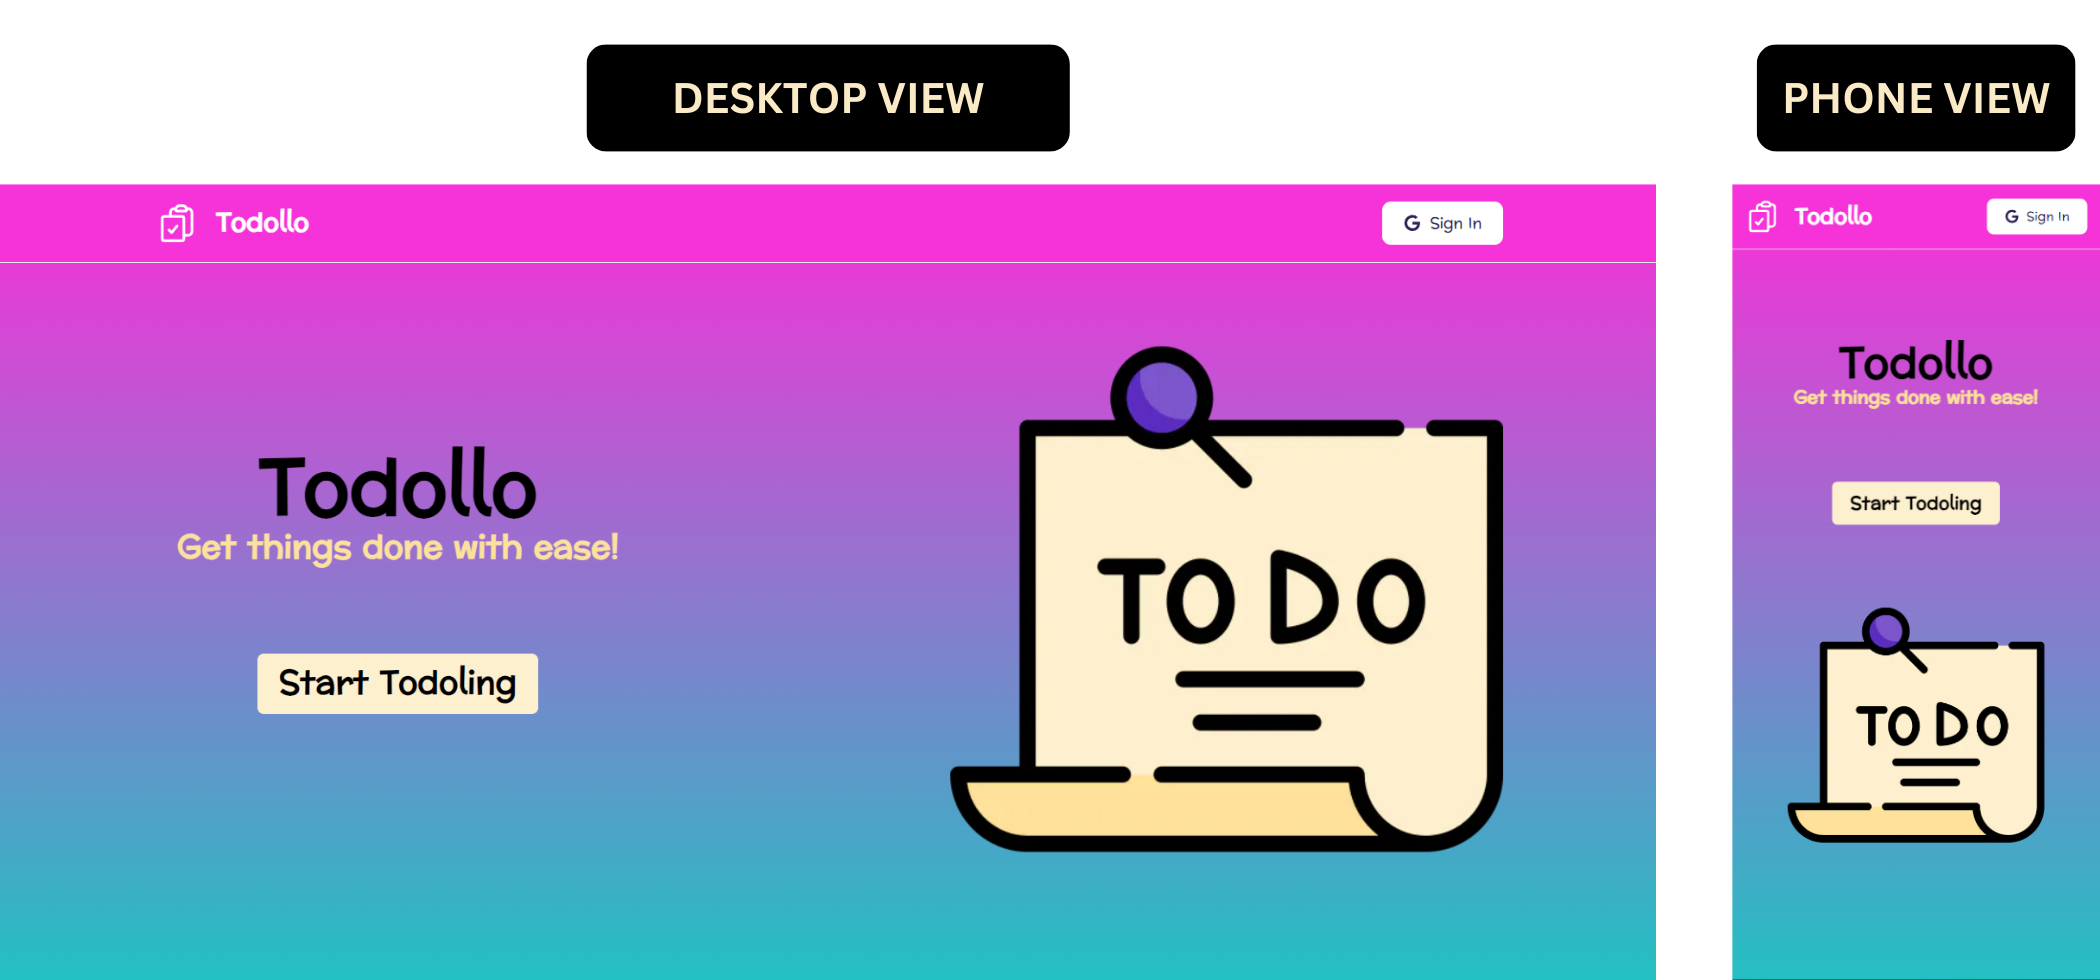 DESKTOP VIEW
Todollo
G Sign In
Todollo
Get things done with ease!
Start Todoling
TO DO
PHONE VIEW
Todollo
G Sign In
Todollo
Get things done with ease!
Start Todoling
TO DO